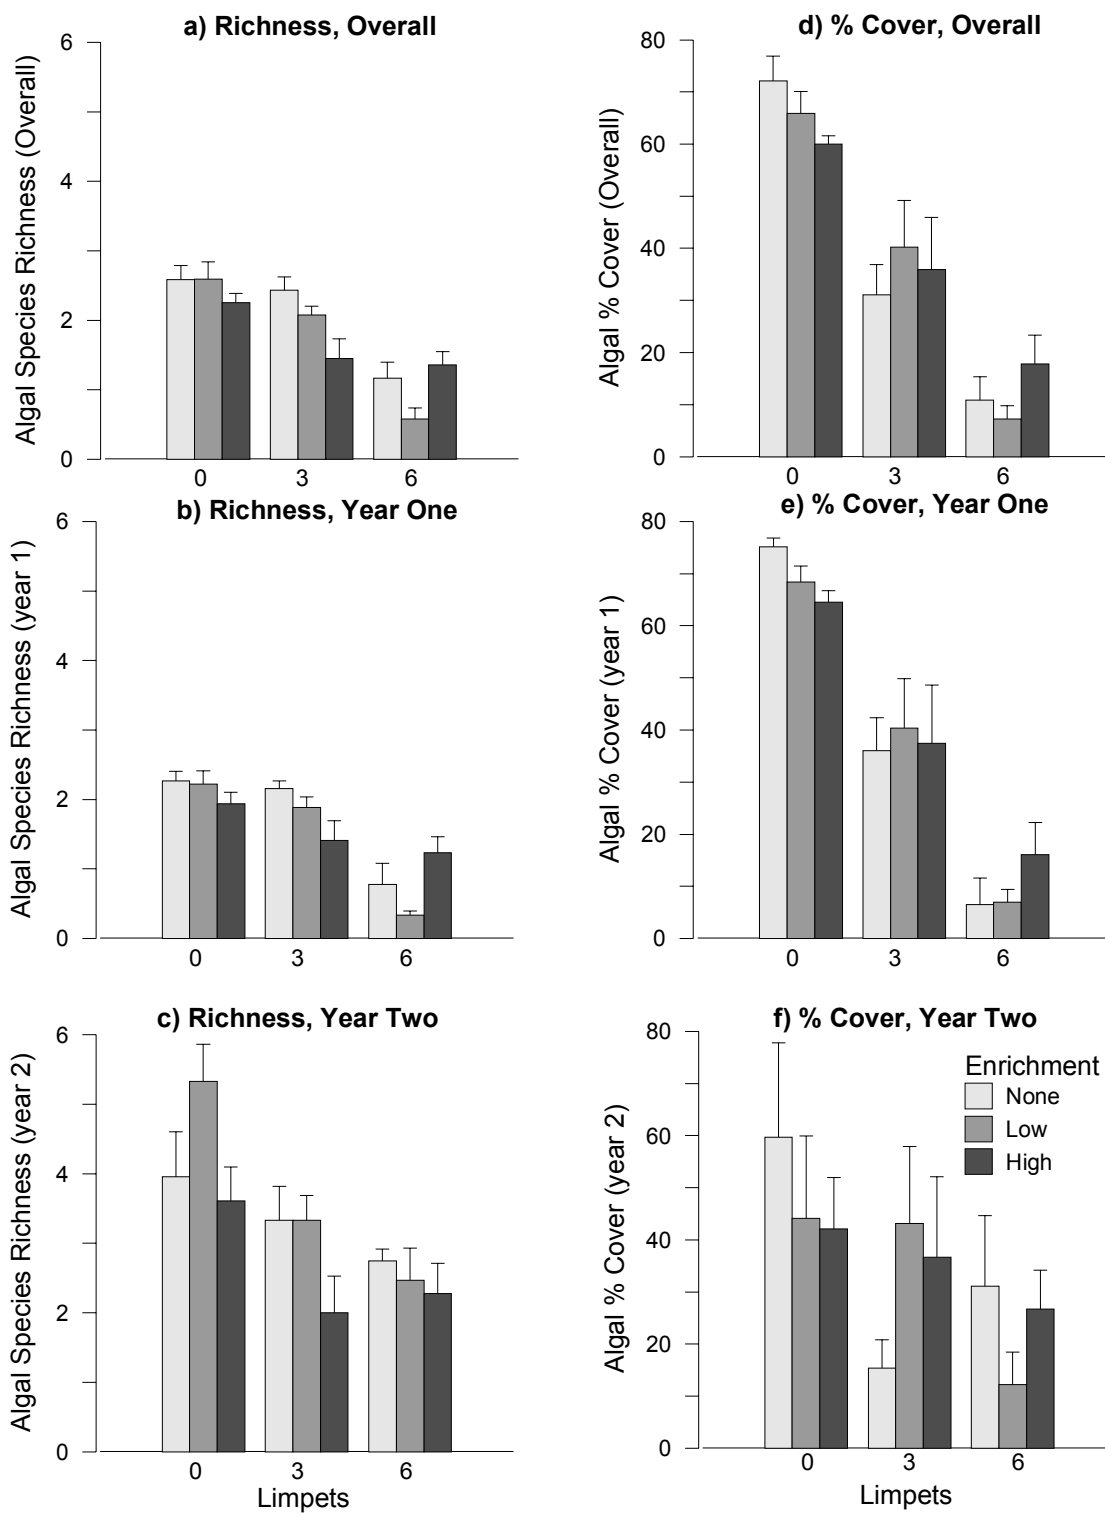 a) Richness, Overall
Algal Species Richness (Overall)
6
4
2
0
0 3 6
d) % Cover, Overall
Algal % Cover (Overall)
80
60
40
20
0
0 3 6
b) Richness, Year One
Algal Species Richness (year 1)
6
4
2
0
0 3 6
e) % Cover, Year One
Algal % Cover (year 1)
80
60
40
20
0
0 3 6
c) Richness, Year Two
Algal Species Richness (year 2)
6
4
2
0
0 3 6
Limpets
f) % Cover, Year Two
Algal % Cover (year 2)
80
60
40
20
0
Enrichment
None
Low
High
0 3 6
Limpets